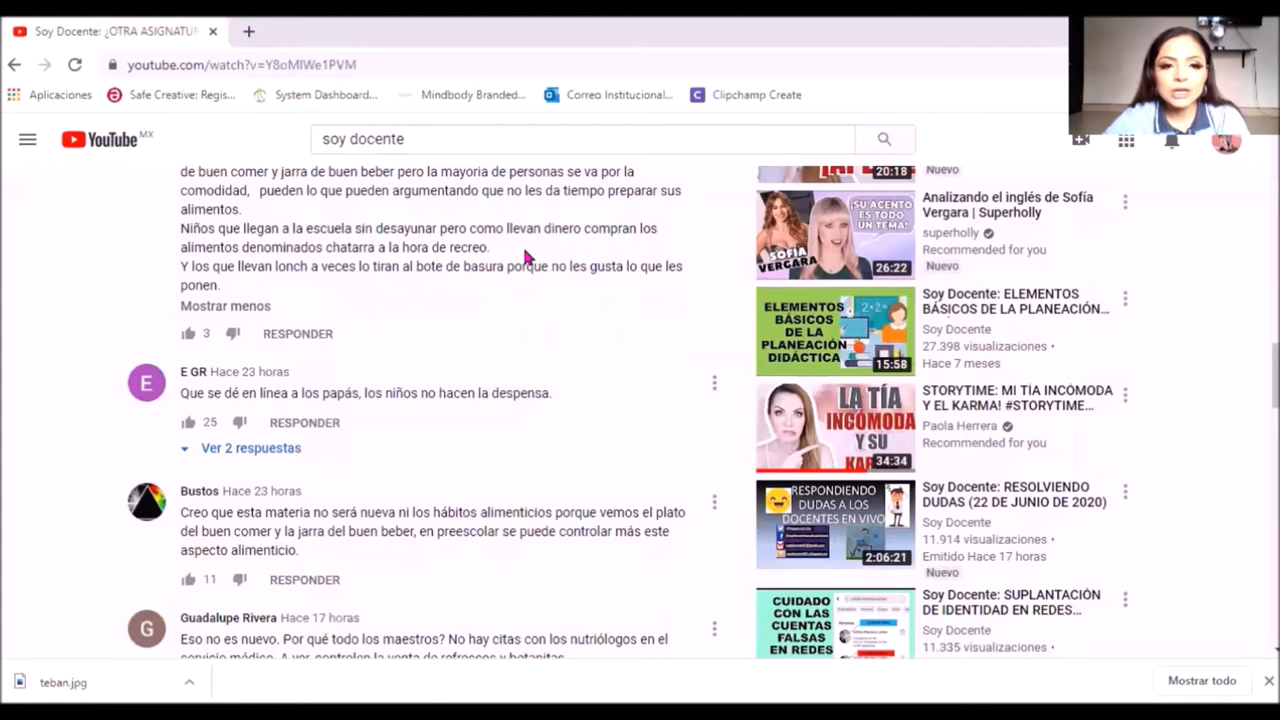 Soy Docente: ¿OTRA ASIGNATUR
youtube.com/watch?v=Y8oMlWe1PVM
Aplicaciones
Safe Creative: Regis...
System Dashboard...
Mindbody Branded...
Correo Institucional...
Clipchamp Create
YouTube MX
soy docente
de buen comer y jarra de buen beber pero la mayoria de personas se va por la
comodidad, pueden lo que pueden argumentando que no les da tiempo preparar sus
alimentos.
Niños que llegan a la escuela sin desayunar pero como llevan dinero compran los
alimentos denominados chatarra a la hora de recreo.
Y los que llevan lonch a veces lo tiran al bote de basura porque no les gusta lo que les
ponen.
Mostrar menos
3
RESPONDER
E
E GR Hace 23 horas
Que se dé en línea a los papás, los niños no hacen la despensa.
25
RESPONDER
Ver 2 respuestas
Bustos Hace 23 horas
Creo que esta materia no será nueva ni los hábitos alimenticios porque vemos el plato
del buen comer y la jarra del buen beber, en preescolar se puede controlar más este
aspecto alimenticio.
11
RESPONDER
G
Guadalupe Rivera Hace 17 horas
Eso no es nuevo. Por qué todo los maestros? No hay citas con los nutriólogos en el
servicio médico. A ver, controlen la venta de refrescos y botanitas
20:18
Nuevo
¡SU ACENTO
ES TODO
UN TEMA!
SOFÍA
VERGARA
26:22
Analizando el inglés de Sofía
Vergara | Superholly
superholly
Recommended for you
Nuevo
ELEMENTOS
BÁSICOS
DE LA
PLANEACIÓN
DIDÁCTICA
2×2=
15:58
Soy Docente: ELEMENTOS
BÁSICOS DE LA PLANEACIÓN...
Soy Docente
27.398 visualizaciones •
Hace 7 meses
LA TÍA
INCÓMODA
Y SU
34:34
STORYTIME: MI TÍA INCÓMODA
Y EL KARMA! #STORYTIME...
Paola Herrera
Recommended for you
RESPONDIENDO
DUDAS A LOS
DOCENTES EN VIVO
2:06:21
Soy Docente: RESOLVIENDO
DUDAS (22 DE JUNIO DE 2020)
Soy Docente
11.914 visualizaciones •
Emitido Hace 17 horas
Nuevo
CUIDADO
CON LAS
CUENTAS
FALSAS
EN REDES
Soy Docente: SUPLANTACIÓN
DE IDENTIDAD EN REDES...
Soy Docente
11.335 visualizaciones •
teban.jpg
Mostrar todo